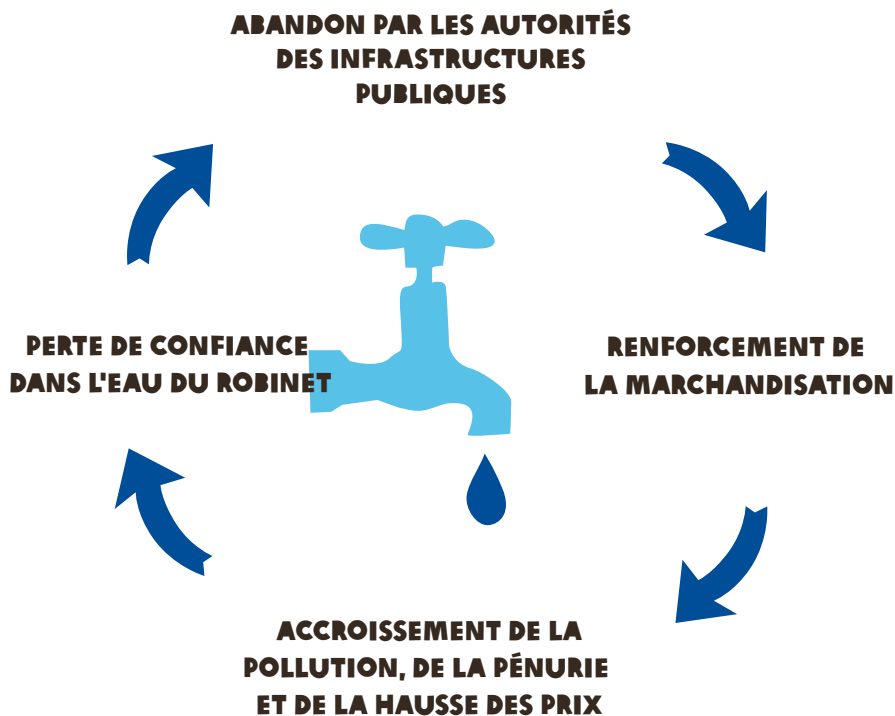 ABANDON PAR LES AUTORITÉS
DES INFRASTRUCTURES
PUBLIQUES
RENFORCEMENT DE
LA MARCHANDISATION
ACCROISSEMENT DE LA
POLLUTION, DE LA PÉNURIE
ET DE LA HAUSSE DES PRIX
PERTE DE CONFIANCE
DANS L'EAU DU ROBINET